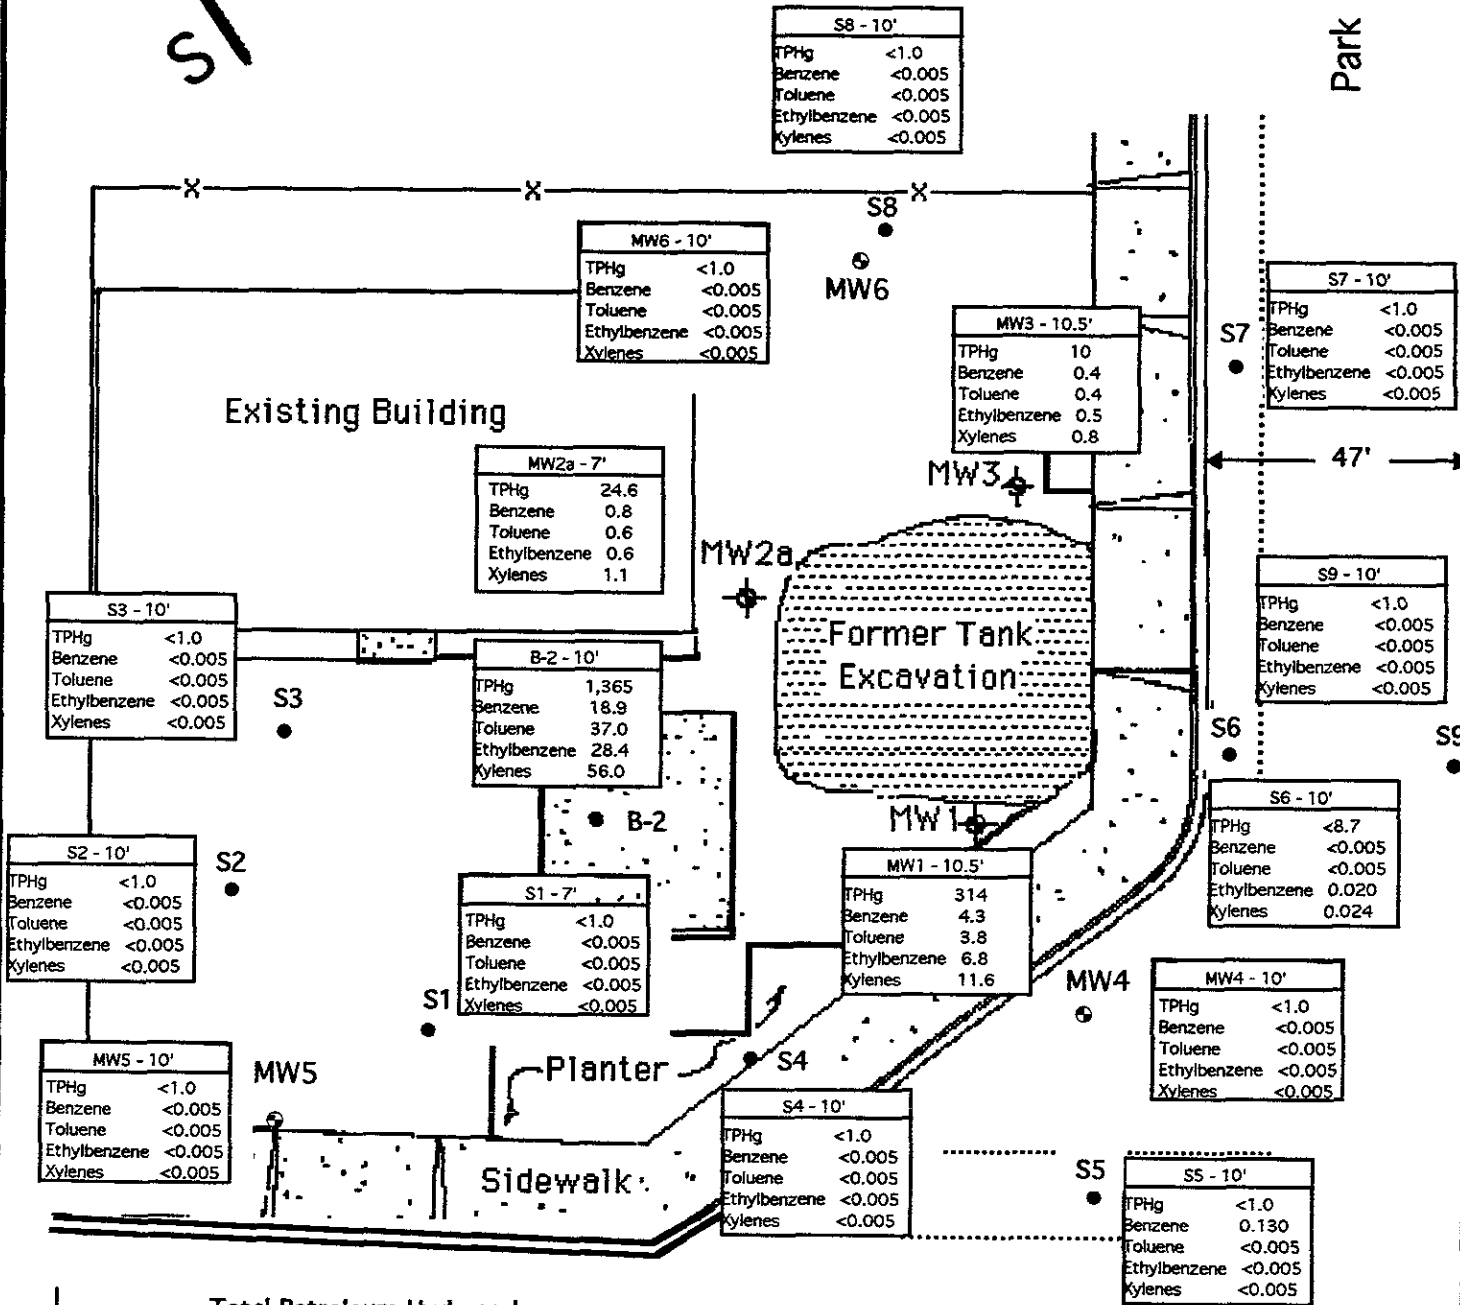 S
Park
S8 - 10'
TPHg <1.0
Benzene <0.005
Toluene <0.005
Ethylbenzene <0.005
Xylenes <0.005
X X X
S8
MW6
MW6 - 10'
TPHg <1.0
Benzene <0.005
Toluene <0.005
Ethylbenzene <0.005
Xylenes <0.005
S7 - 10'
TPHg <1.0
Benzene <0.005
Toluene <0.005
Ethylbenzene <0.005
Xylenes <0.005
S7
MW3 - 10.5'
TPHg 10
Benzene 0.4
Toluene 0.4
Ethylbenzene 0.5
Xylenes 0.8
Existing Building
47'
MW3
MW2a - 7'
TPHg 24.6
Benzene 0.8
Toluene 0.6
Ethylbenzene 0.6
Xylenes 1.1
MW2a
Former Tank
Excavation
S9 - 10'
TPHg <1.0
Benzene <0.005
Toluene <0.005
Ethylbenzene <0.005
Xylenes <0.005
S3 - 10'
TPHg <1.0
Benzene <0.005
Toluene <0.005
Ethylbenzene <0.005
Xylenes <0.005
S3
B-2 - 10'
TPHg 1,365
Benzene 18.9
Toluene 37.0
Ethylbenzene 28.4
Xylenes 56.0
S6
S9
B-2
MW1
S6 - 10'
TPHg <8.7
Benzene <0.005
Toluene <0.005
Ethylbenzene 0.020
Xylenes 0.024
S2 - 10'
TPHg <1.0
Benzene <0.005
Toluene <0.005
Ethylbenzene <0.005
Xylenes <0.005
S2
S1 - 7'
TPHg <1.0
Benzene <0.005
Toluene <0.005
Ethylbenzene <0.005
Xylenes <0.005
MW1 - 10.5'
TPHg 314
Benzene 4.3
Toluene 3.8
Ethylbenzene 6.8
Xylenes 11.6
S1
MW4
MW4 - 10'
TPHg <1.0
Benzene <0.005
Toluene <0.005
Ethylbenzene <0.005
Xylenes <0.005
MW5 - 10'
TPHg <1.0
Benzene <0.005
Toluene <0.005
Ethylbenzene <0.005
Xylenes <0.005
MW5
Planter
S4
S4 - 10'
TPHg <1.0
Benzene <0.005
Toluene <0.005
Ethylbenzene <0.005
Xylenes <0.005
Sidewalk
S5
S5 - 10'
TPHg <1.0
Benzene 0.130
Toluene <0.005
Ethylbenzene <0.005
Xylenes <0.005